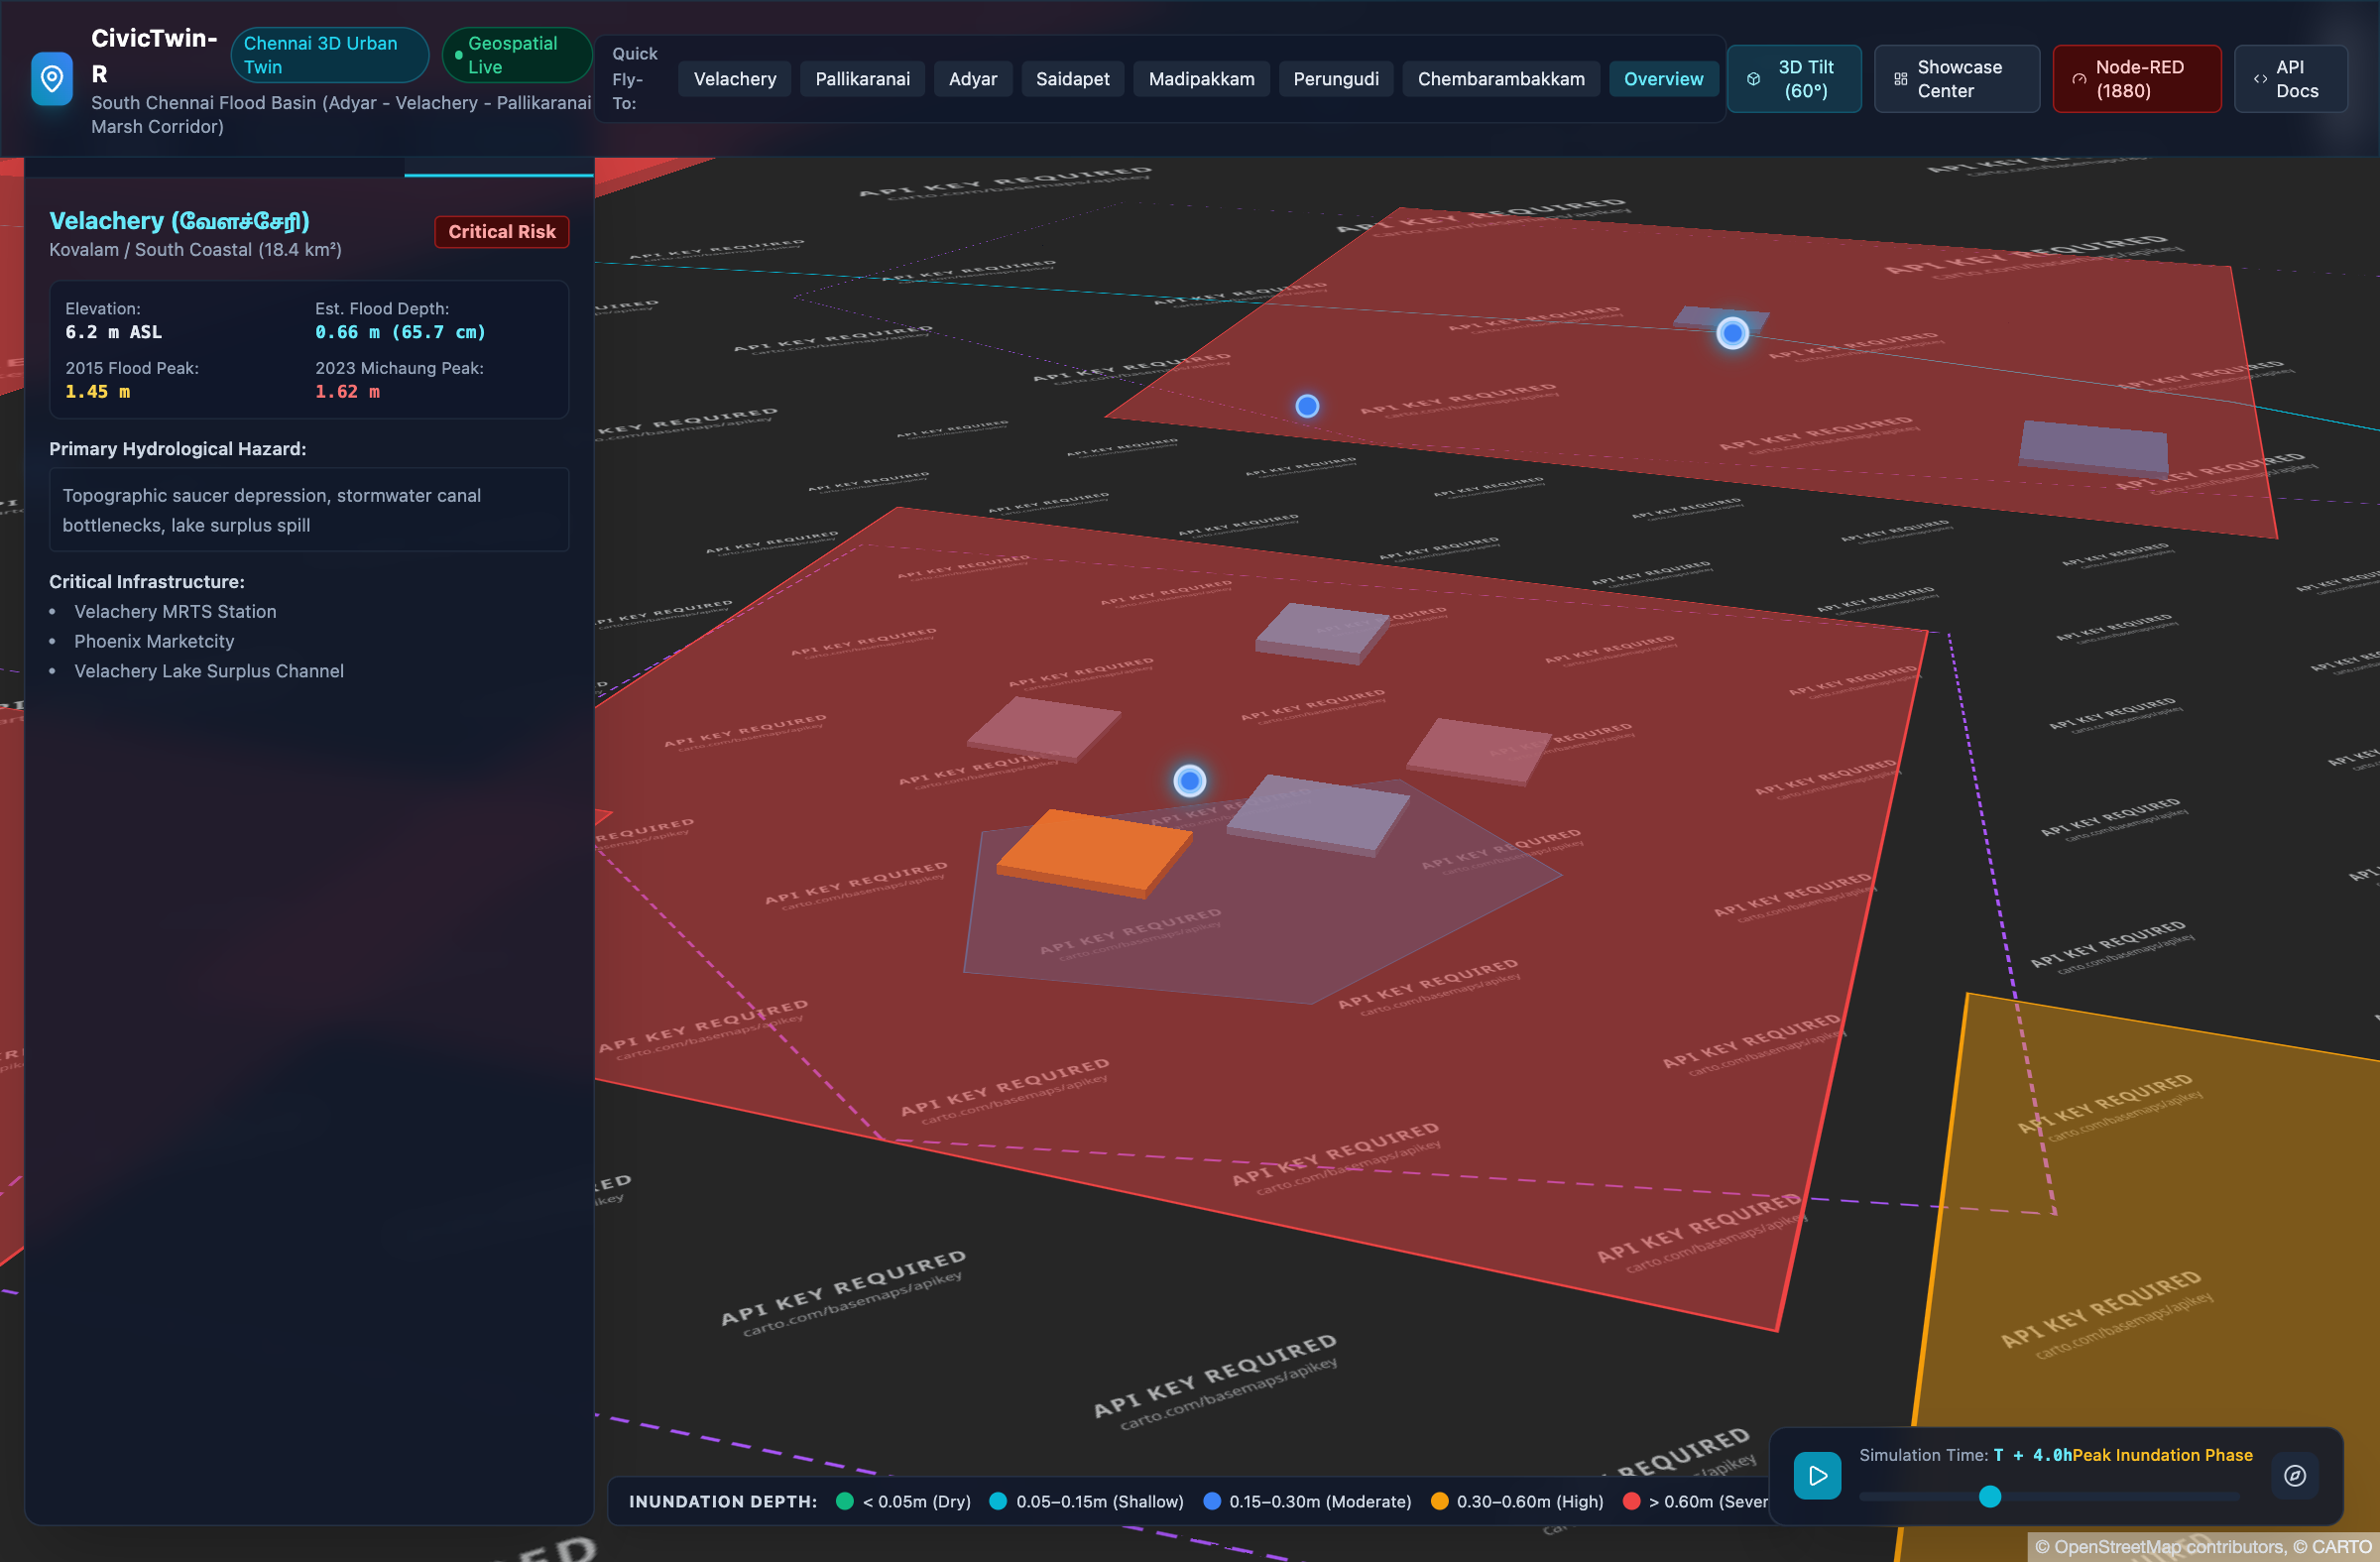 CivicTwin-
R
Chennai 3D Urban
Twin
Geospatial
Live
South Chennai Flood Basin (Adyar - Velachery - Pallikaranai
Marsh Corridor)
Quick
Fly-
To:
Velachery
Pallikaranai
Adyar
Saidapet
Madipakkam
Perungudi
Chembarambakkam
Overview
3D Tilt
(60°)
Showcase
Center
Node-RED
(1880)
API
Docs
Velachery (வேளச்சேரி)
Critical Risk
Kovalam / South Coastal (18.4 km²)
Elevation:
6.2 m ASL
Est. Flood Depth:
0.66 m (65.7 cm)
2015 Flood Peak:
1.45 m
2023 Michaung Peak:
1.62 m
Primary Hydrological Hazard:
Topographic saucer depression, stormwater canal
bottlenecks, lake surplus spill
Critical Infrastructure:
• Velachery MRTS Station
• Phoenix Marketcity
• Velachery Lake Surplus Channel
API KEY REQUIRED
carto.com/basemaps/apikey
INUNDATION DEPTH:
< 0.05m (Dry)
0.05–0.15m (Shallow)
0.15–0.30m (Moderate)
0.30–0.60m (High)
> 0.60m (Sever
Simulation Time: T + 4.0h
Peak Inundation Phase
© OpenStreetMap contributors, © CARTO